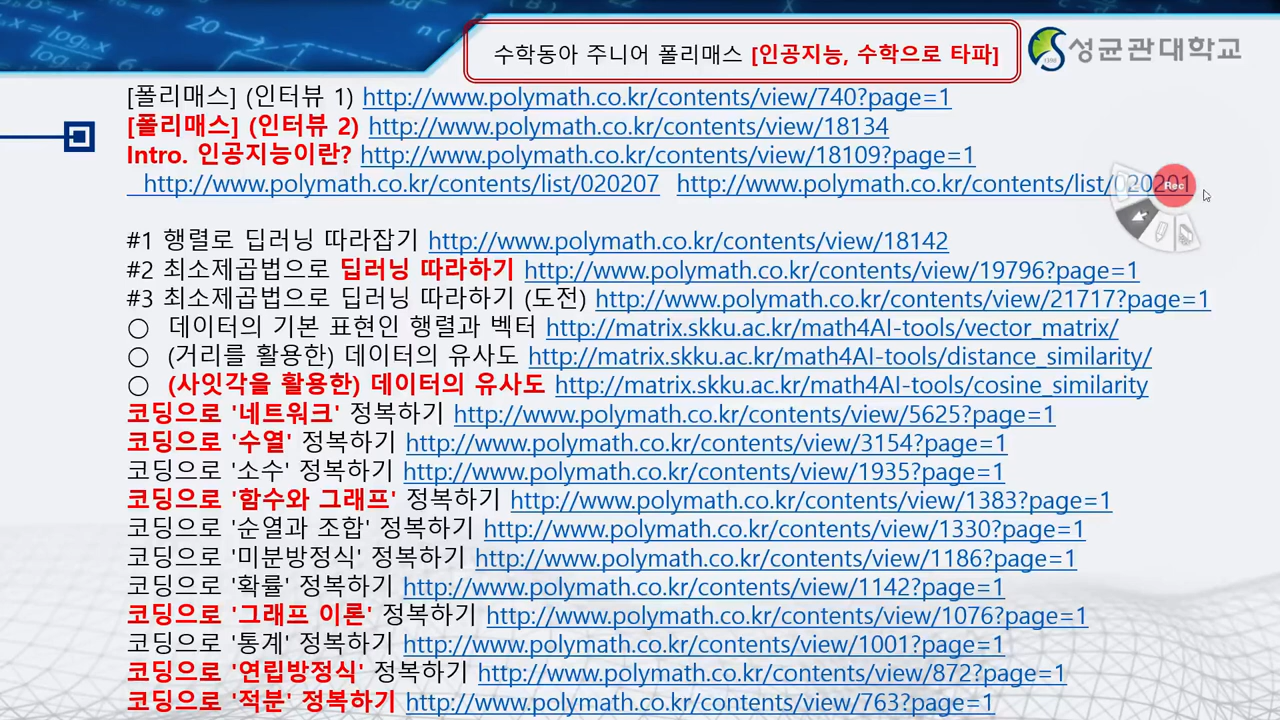 수학동아 주니어 폴리매스 [인공지능, 수학으로 타파]
성균관대학교
[폴리매스] (인터뷰 1) http://www.polymath.co.kr/contents/view/740?page=1
[폴리매스] (인터뷰 2) http://www.polymath.co.kr/contents/view/18134
Intro. 인공지능이란? http://www.polymath.co.kr/contents/view/18109?page=1
http://www.polymath.co.kr/contents/list/020207 http://www.polymath.co.kr/contents/list/020201
Rec
#1 행렬로 딥러닝 따라잡기 http://www.polymath.co.kr/contents/view/18142
#2 최소제곱법으로 딥러닝 따라하기 http://www.polymath.co.kr/contents/view/19796?page=1
#3 최소제곱법으로 딥러닝 따라하기 (도전) http://www.polymath.co.kr/contents/view/21717?page=1
○ 데이터의 기본 표현인 행렬과 벡터 http://matrix.skku.ac.kr/math4AI-tools/vector_matrix/
○ (거리를 활용한) 데이터의 유사도 http://matrix.skku.ac.kr/math4AI-tools/distance_similarity/
○ (사잇각을 활용한) 데이터의 유사도 http://matrix.skku.ac.kr/math4AI-tools/cosine_similarity
코딩으로 '네트워크' 정복하기 http://www.polymath.co.kr/contents/view/5625?page=1
코딩으로 '수열' 정복하기 http://www.polymath.co.kr/contents/view/3154?page=1
코딩으로 '소수' 정복하기 http://www.polymath.co.kr/contents/view/1935?page=1
코딩으로 '함수와 그래프' 정복하기 http://www.polymath.co.kr/contents/view/1383?page=1
코딩으로 '순열과 조합' 정복하기 http://www.polymath.co.kr/contents/view/1330?page=1
코딩으로 '미분방정식' 정복하기 http://www.polymath.co.kr/contents/view/1186?page=1
코딩으로 '확률' 정복하기 http://www.polymath.co.kr/contents/view/1142?page=1
코딩으로 '그래프 이론' 정복하기 http://www.polymath.co.kr/contents/view/1076?page=1
코딩으로 '통계' 정복하기 http://www.polymath.co.kr/contents/view/1001?page=1
코딩으로 '연립방정식' 정복하기 http://www.polymath.co.kr/contents/view/872?page=1
코딩으로 '적분' 정복하기 http://www.polymath.co.kr/contents/view/763?page=1